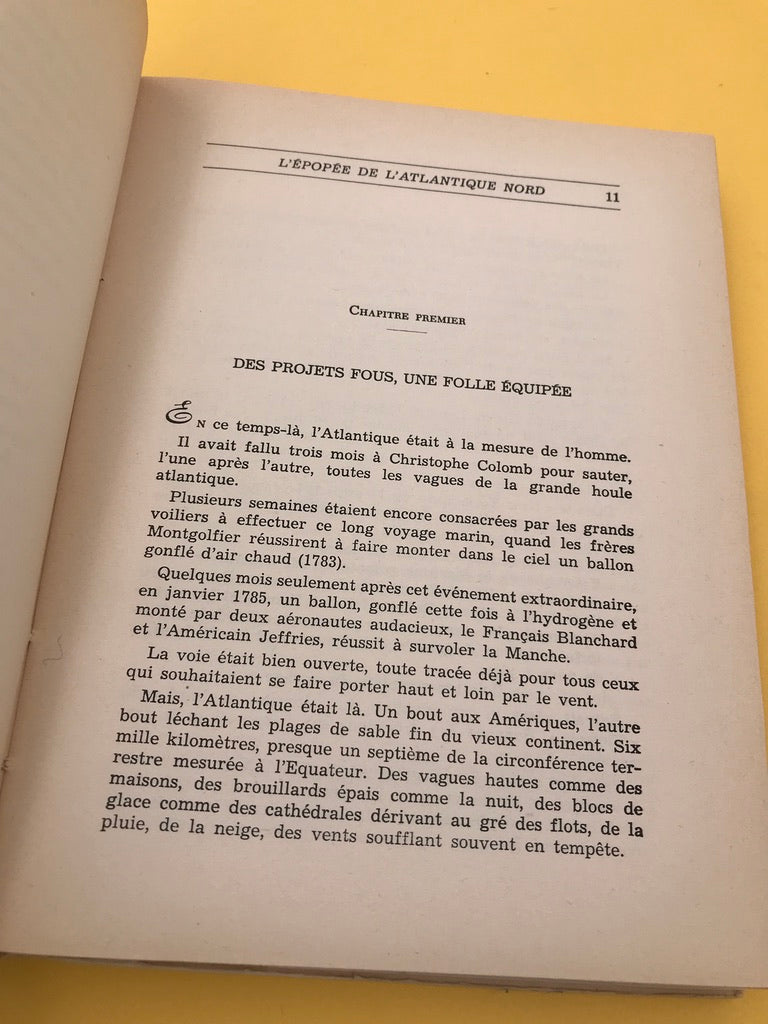 L'ÉPOPÉE DE L'ATLANTIQUE NORD 11
CHAPITRE PREMIER
DES PROJETS FOUS, UNE FOLLE ÉQUIPÉE
EN ce temps-là, l'Atlantique était à la mesure de l'homme.
Il avait fallu trois mois à Christophe Colomb pour sauter,
l'une après l'autre, toutes les vagues de la grande houle
atlantique.
Plusieurs semaines étaient encore consacrées par les grands
voiliers à effectuer ce long voyage marin, quand les frères
Montgolfier réussirent à faire monter dans le ciel un ballon
gonflé d'air chaud (1783).
Quelques mois seulement après cet événement extraordinaire,
en janvier 1785, un ballon, gonflé cette fois à l'hydrogène et
monté par deux aéronautes audacieux, le Français Blanchard
et l'Américain Jeffries, réussit à survoler la Manche.
La voie était bien ouverte, toute tracée déjà pour tous ceux
qui souhaitaient se faire porter haut et loin par le vent.
Mais, l'Atlantique était là. Un bout aux Amériques, l'autre
bout léchant les plages de sable fin du vieux continent. Six
mille kilomètres, presque un septième de la circonférence ter-
restre mesurée à l'Equateur. Des vagues hautes comme des
maisons, des brouillards épais comme la nuit, des blocs de
glace comme des cathédrales dérivant au gré des flots, de la
pluie, de la neige, des vents soufflant souvent en tempête.